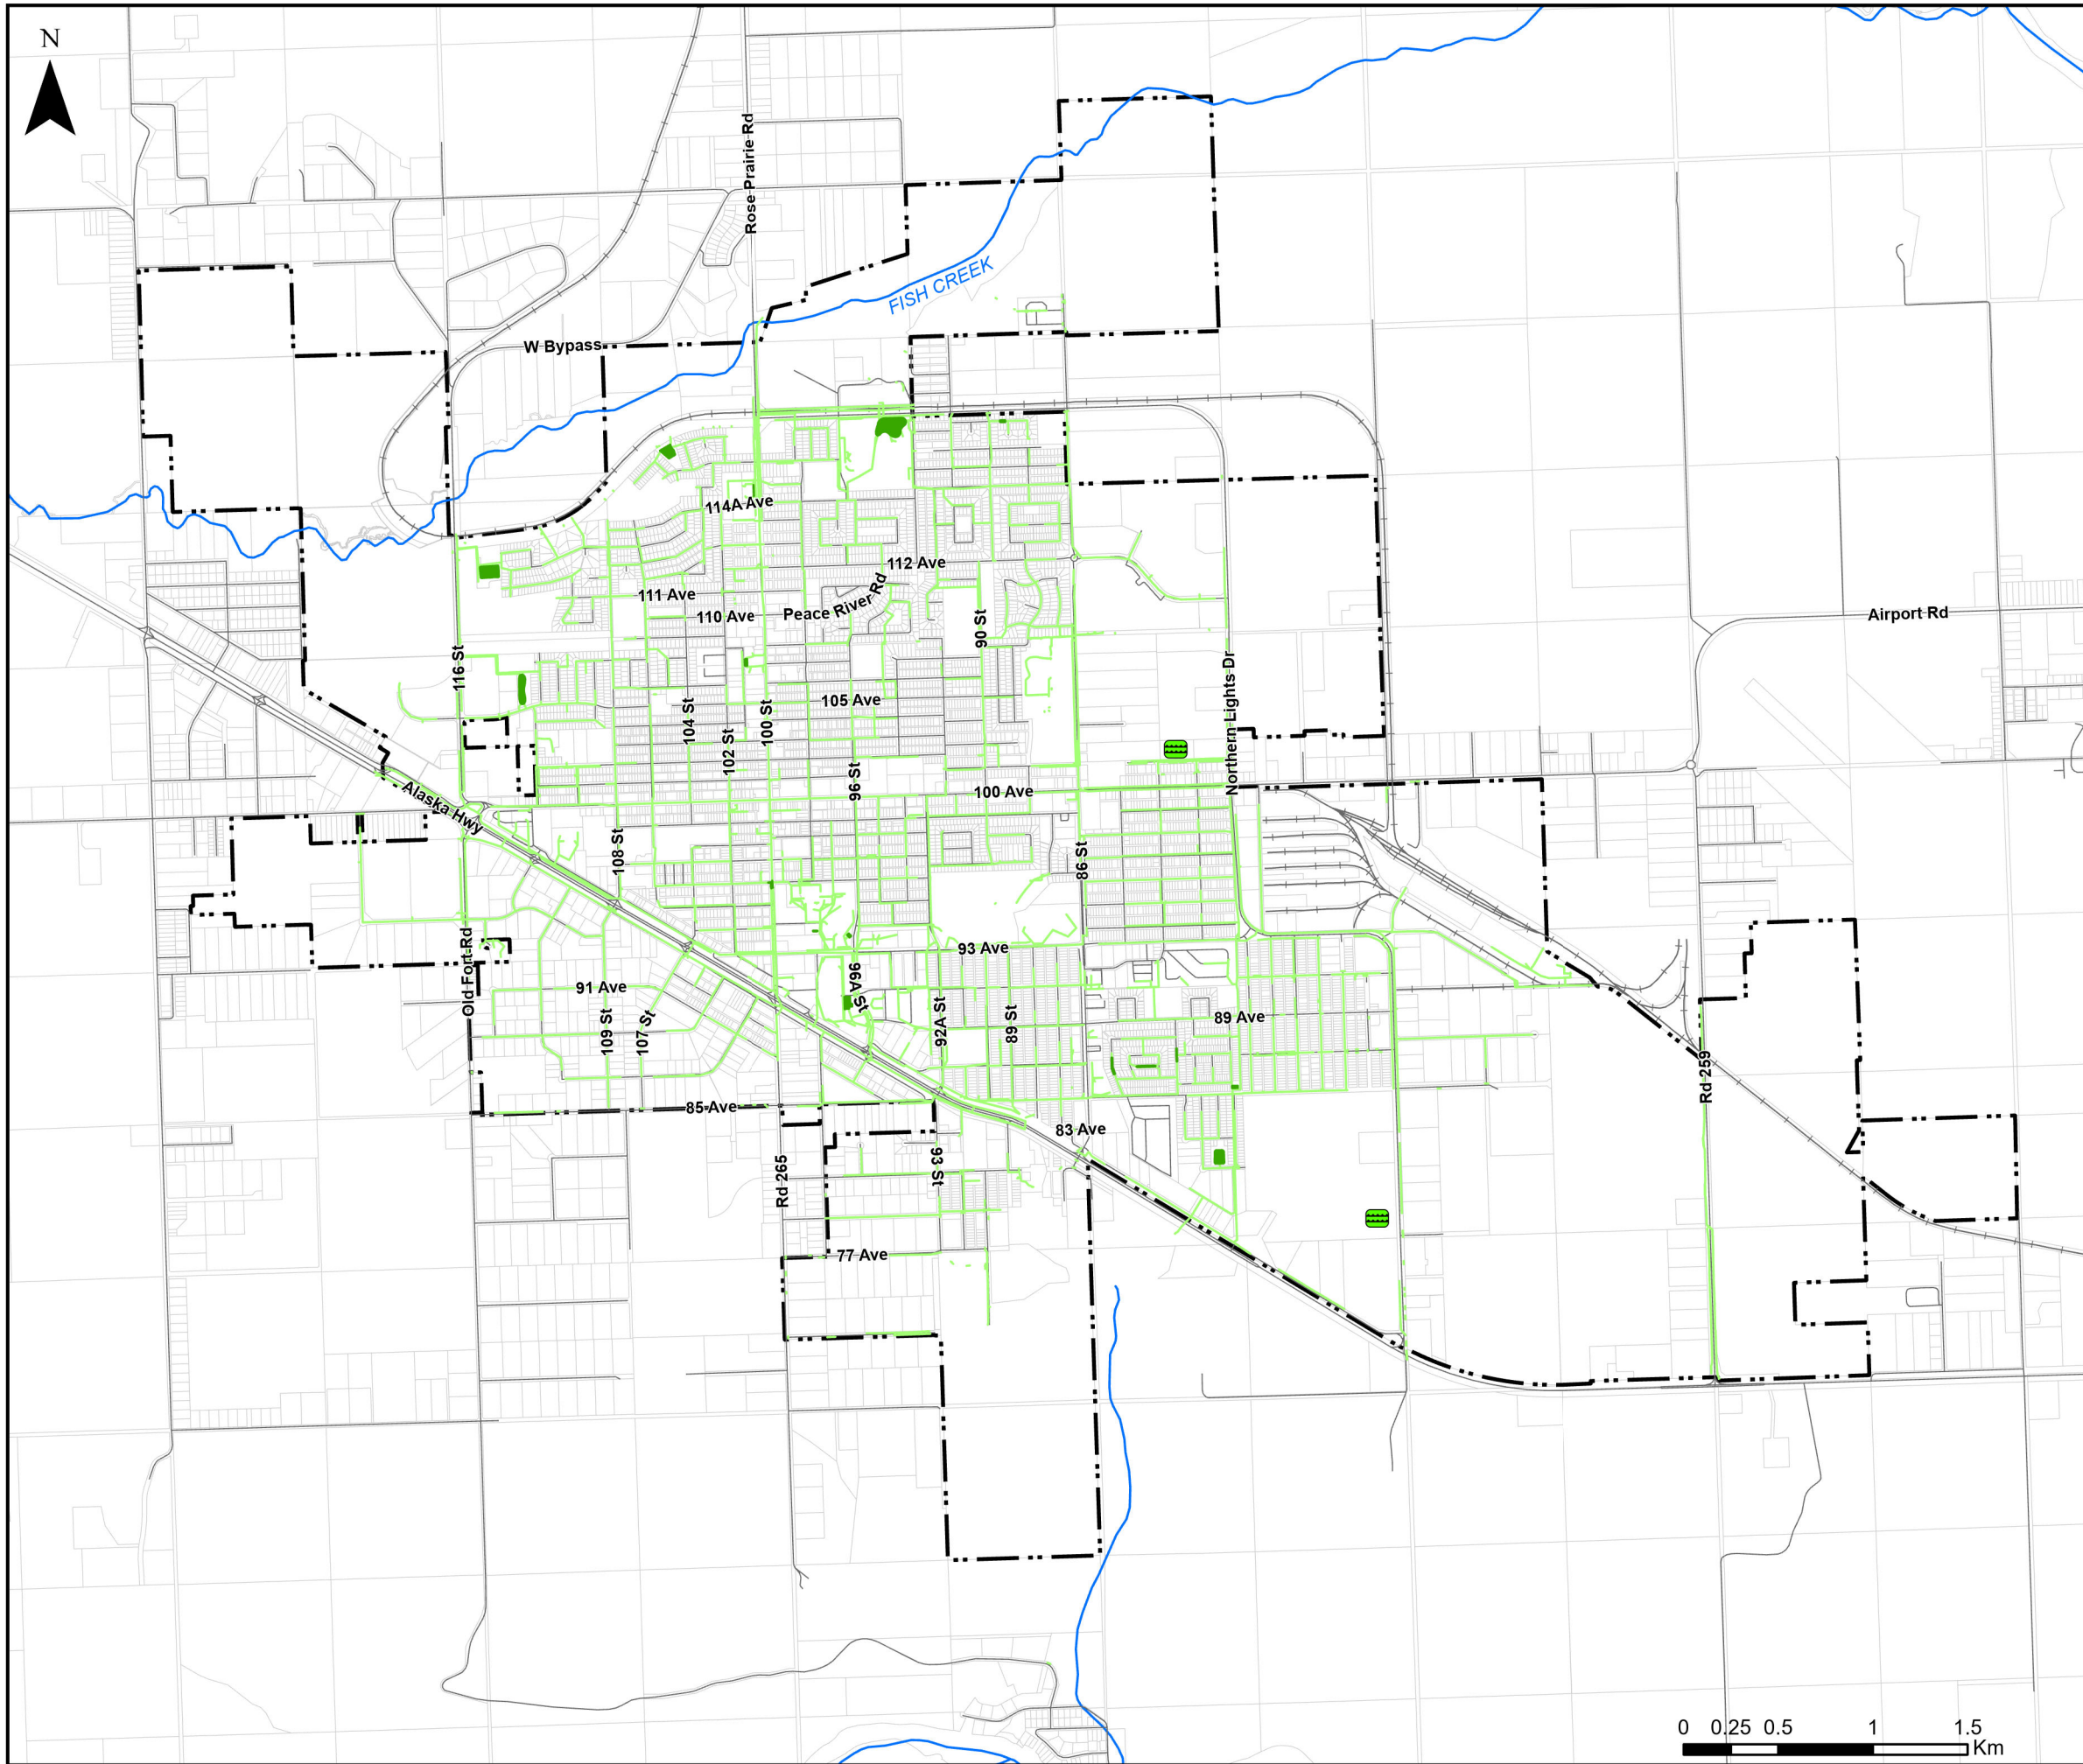 N
Rose Prairie Rd
FISH CREEK
W Bypass
114A Ave
112 Ave
111 Ave
Peace River Rd
110 Ave
90 St
Airport Rd
116 St
Northern Lights Dr
105 Ave
104 St
100 St
102 St
96 St
100 Ave
Alaska Hwy
108 St
86 St
93 Ave
Old Fort Rd
96A St
91 Ave
109 St
107 St
92A St
89 St
89 Ave
Rd 259
85 Ave
83 Ave
93 St
Rd 265
77 Ave
0 0.25 0.5 1 1.5
Km